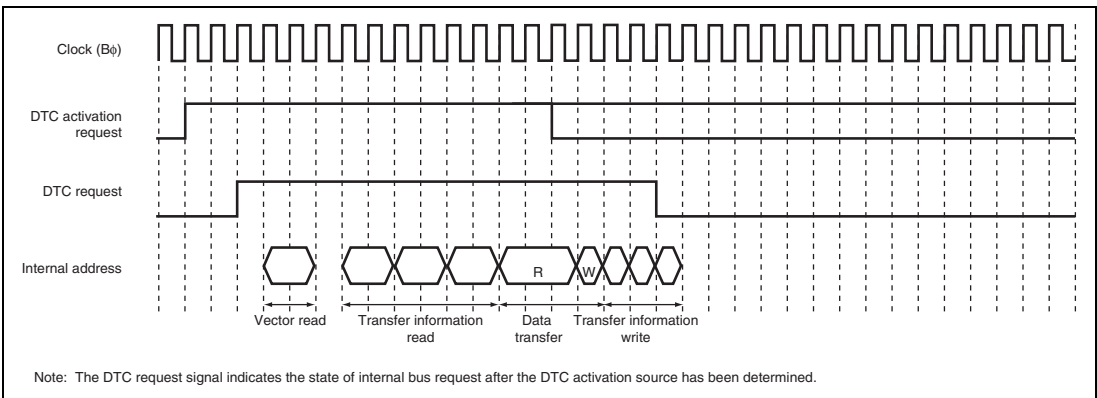 Clock (Bφ)
DTC activation
request
DTC request
Internal address
R
W
Vector read
Transfer information
read
Data
transfer
Transfer information
write
Note: The DTC request signal indicates the state of internal bus request after the DTC activation source has been determined.